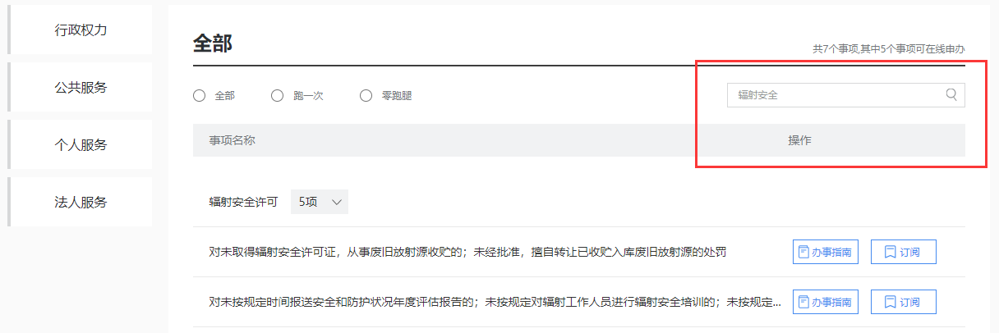 行政权力
公共服务
个人服务
法人服务
全部
共7个事项,其中5个事项可在线申办
全部 跑一次 零跑腿
辐射安全
事项名称 操作
辐射安全许可 5项
对未取得辐射安全许可证，从事废旧放射源收贮的；未经批准，擅自转让已收贮入库废旧放射源的处罚 办事指南 订阅
对未按规定时间报送安全和防护状况年度评估报告的；未按规定对辐射工作人员进行辐射安全培训的；未按规定... 办事指南 订阅